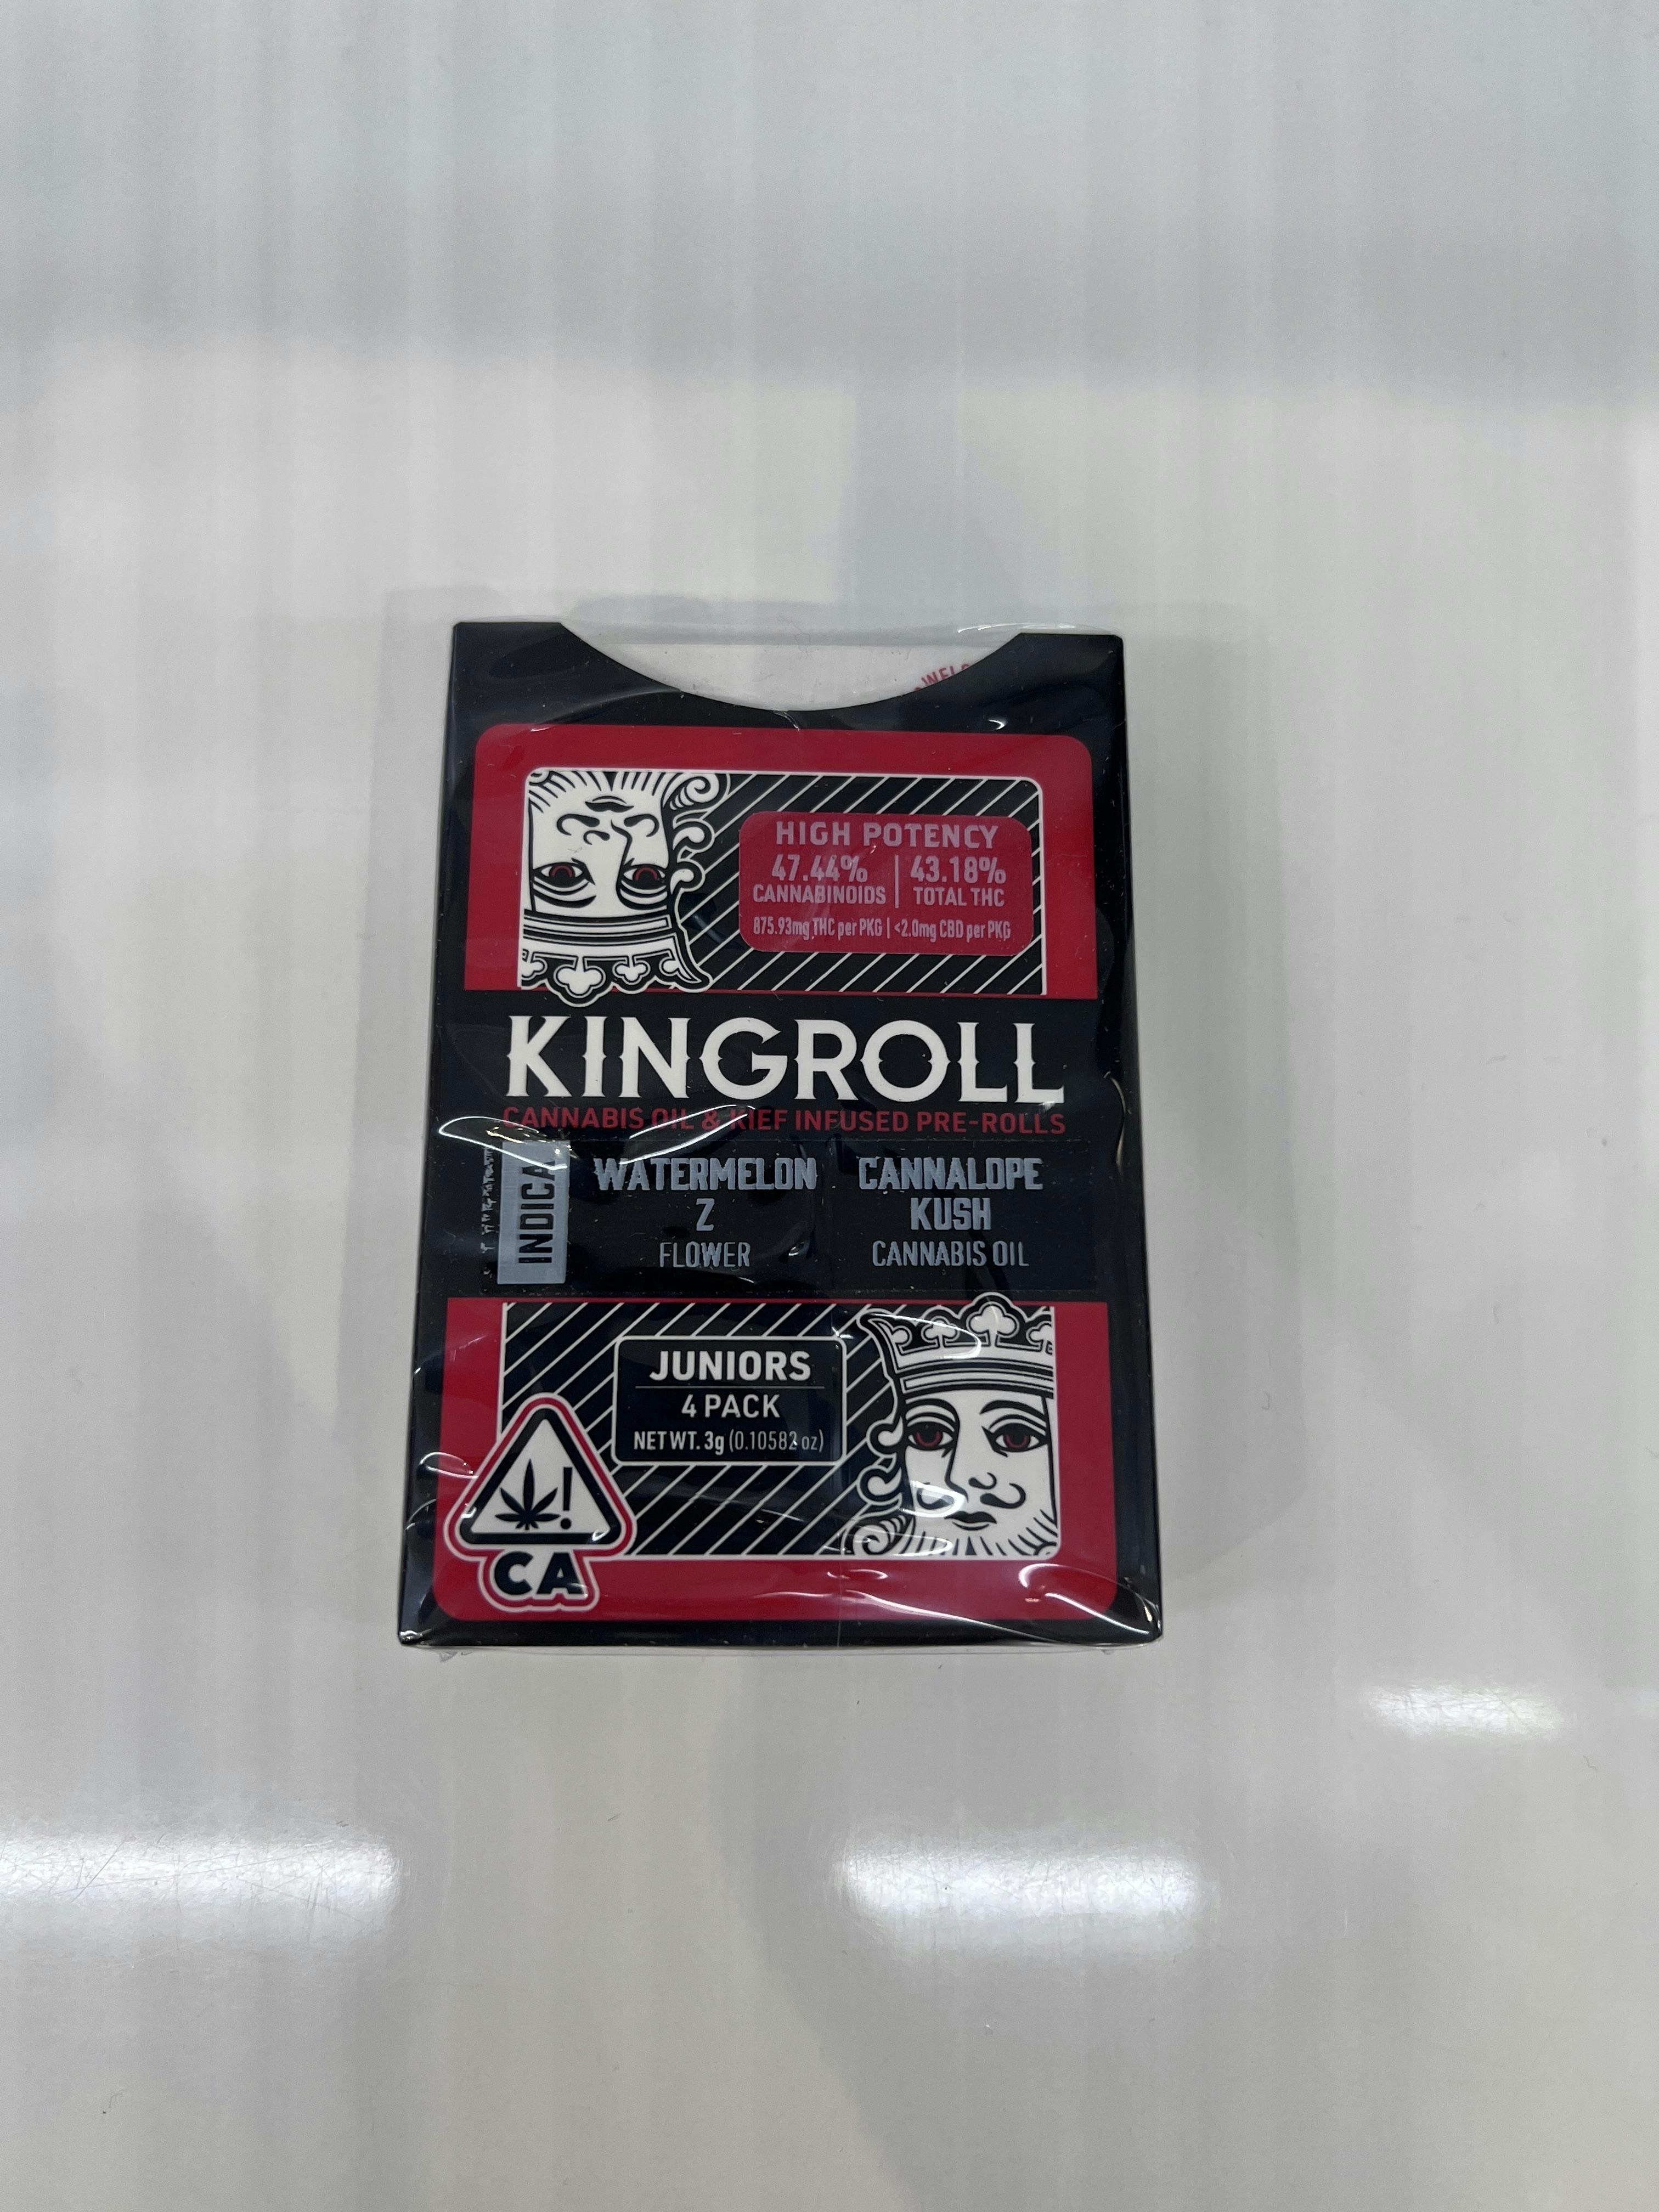 HIGH POTENCY
47.44% | 43.18%
CANNABINOIDS | TOTAL THC
875.93mg THC per PKG | <2.0mg CBD per PKG
KINGROLL
CANNABIS OIL & KIEF INFUSED PRE-ROLLS
INDICA
WATERMELON
Z
FLOWER
CANNALOPE
KUSH
CANNABIS OIL
JUNIORS
4 PACK
NET WT. 3g (0.10582 oz)
!
CA